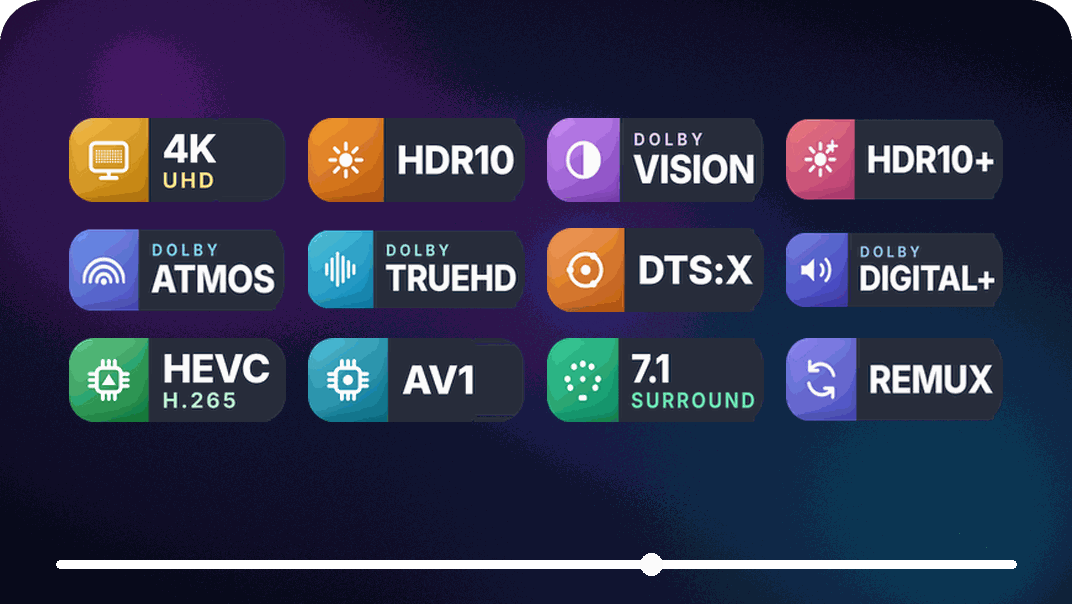 4K
UHD
HDR10
DOLBY
VISION
HDR10+
DOLBY
ATMOS
DOLBY
TRUEHD
DTS:X
DOLBY
DIGITAL+
HEVC
H.265
AV1
7.1
SURROUND
REMUX